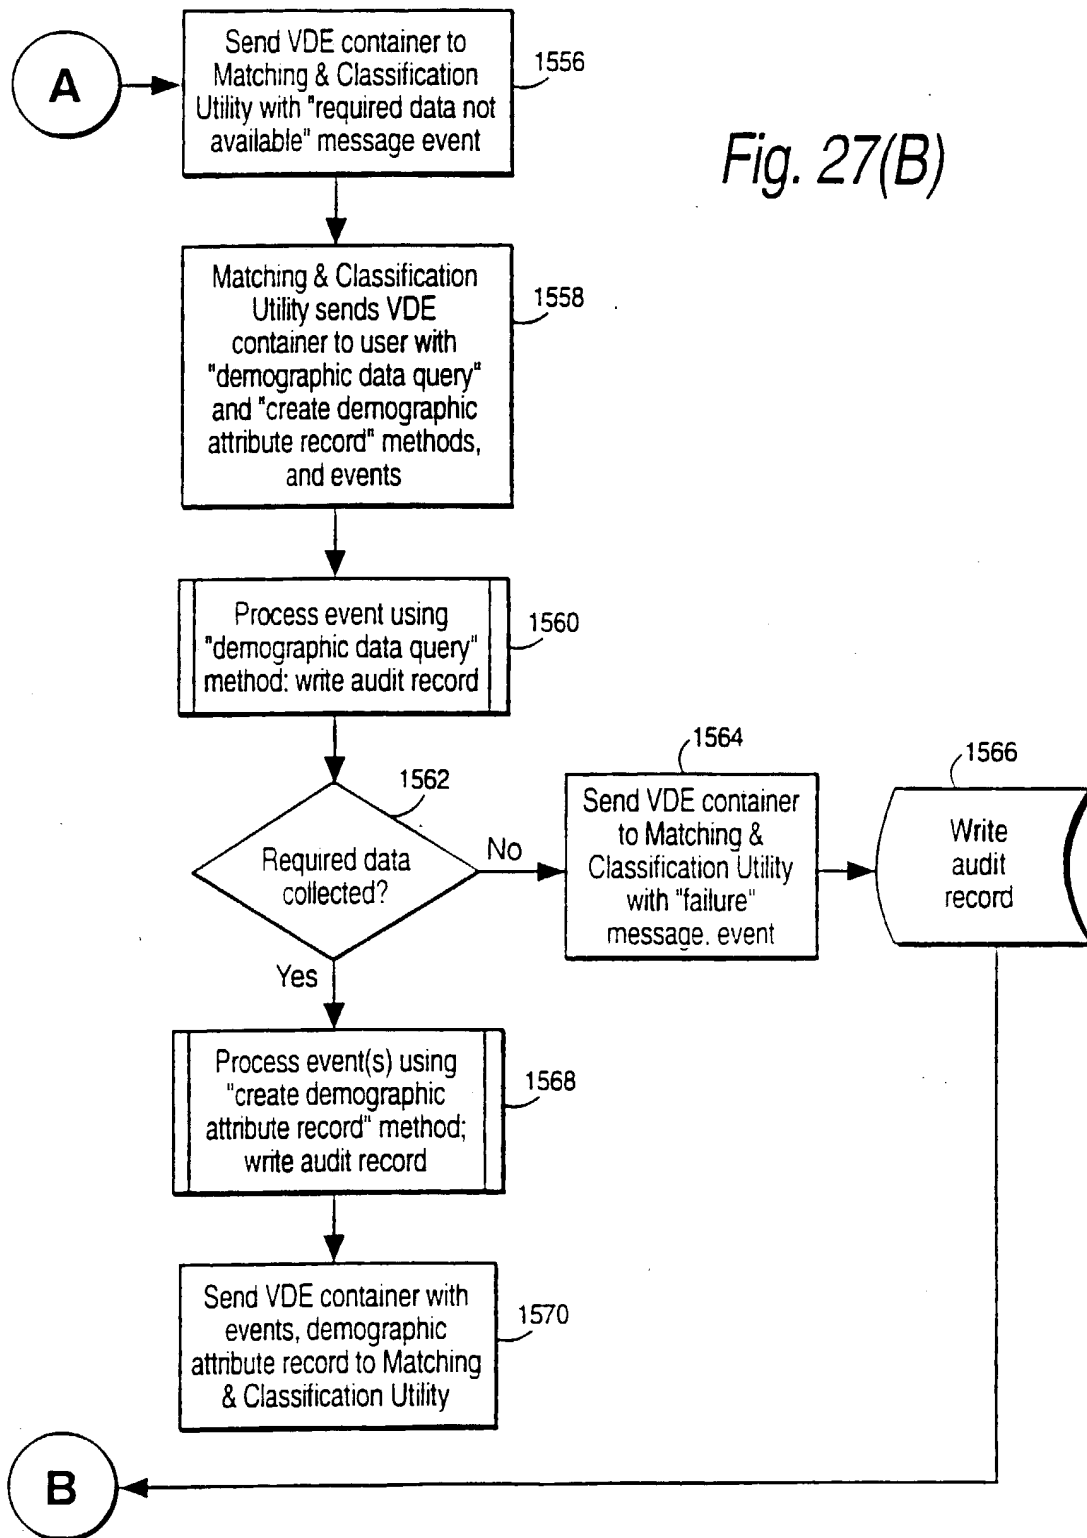 A
Send VDE container to
Matching & Classification
Utility with "required data not
available" message event
1556
Fig. 27(B)
Matching & Classification
Utility sends VDE
container to user with
"demographic data query"
and "create demographic
attribute record" methods,
and events
1558
Process event using
"demographic data query"
method: write audit record
1560
1562
Required data
collected?
No
Yes
1564
Send VDE container
to Matching &
Classification Utility
with "failure"
message. event
1566
Write
audit
record
Process event(s) using
"create demographic
attribute record" method;
write audit record
1568
Send VDE container with
events, demographic
attribute record to Matching
& Classification Utility
1570
B